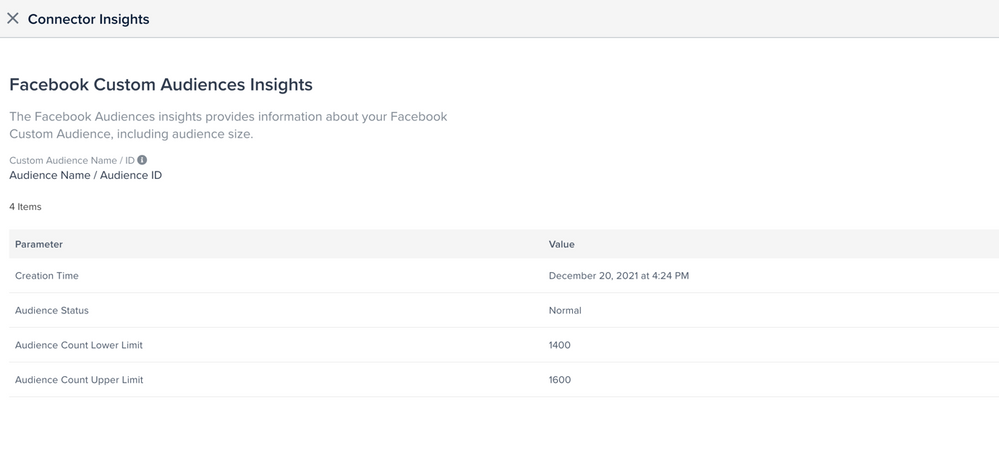 Connector Insights
Facebook Custom Audiences Insights
The Facebook Audiences insights provides information about your Facebook
Custom Audience, including audience size.
Custom Audience Name / ID
Audience Name / Audience ID
4 Items
Parameter Value
Creation Time December 20, 2021 at 4:24 PM
Audience Status Normal
Audience Count Lower Limit 1400
Audience Count Upper Limit 1600